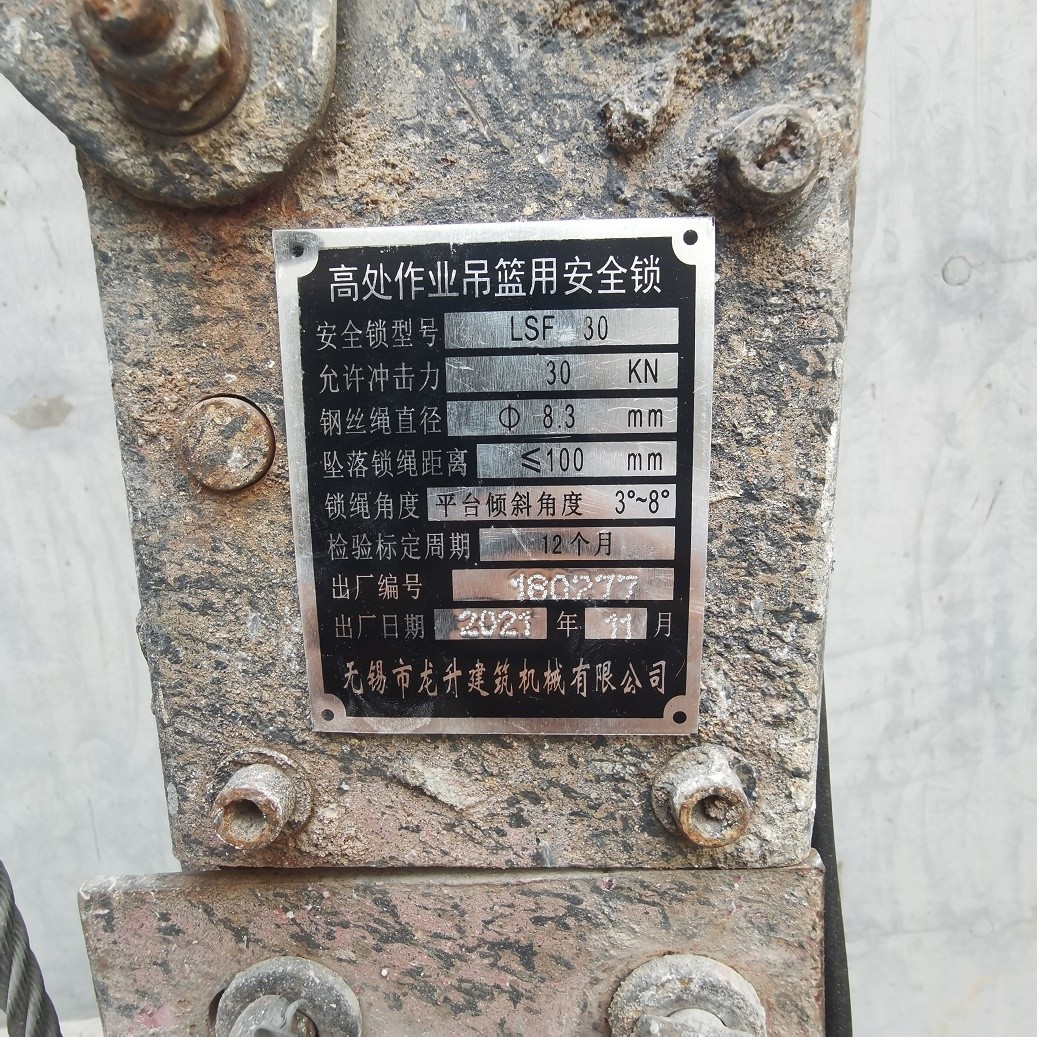 高处作业吊篮用安全锁
安全锁型号 LSF 30
允许冲击力 30 KN
钢丝绳直径 Φ 8.3 mm
坠落锁绳距离 ≤100 mm
锁绳角度 平台倾斜角度 3°~8°
检验标定周期 12个月
出厂编号 180277
出厂日期 2021 年 11 月
无锡市龙升建筑机械有限公司